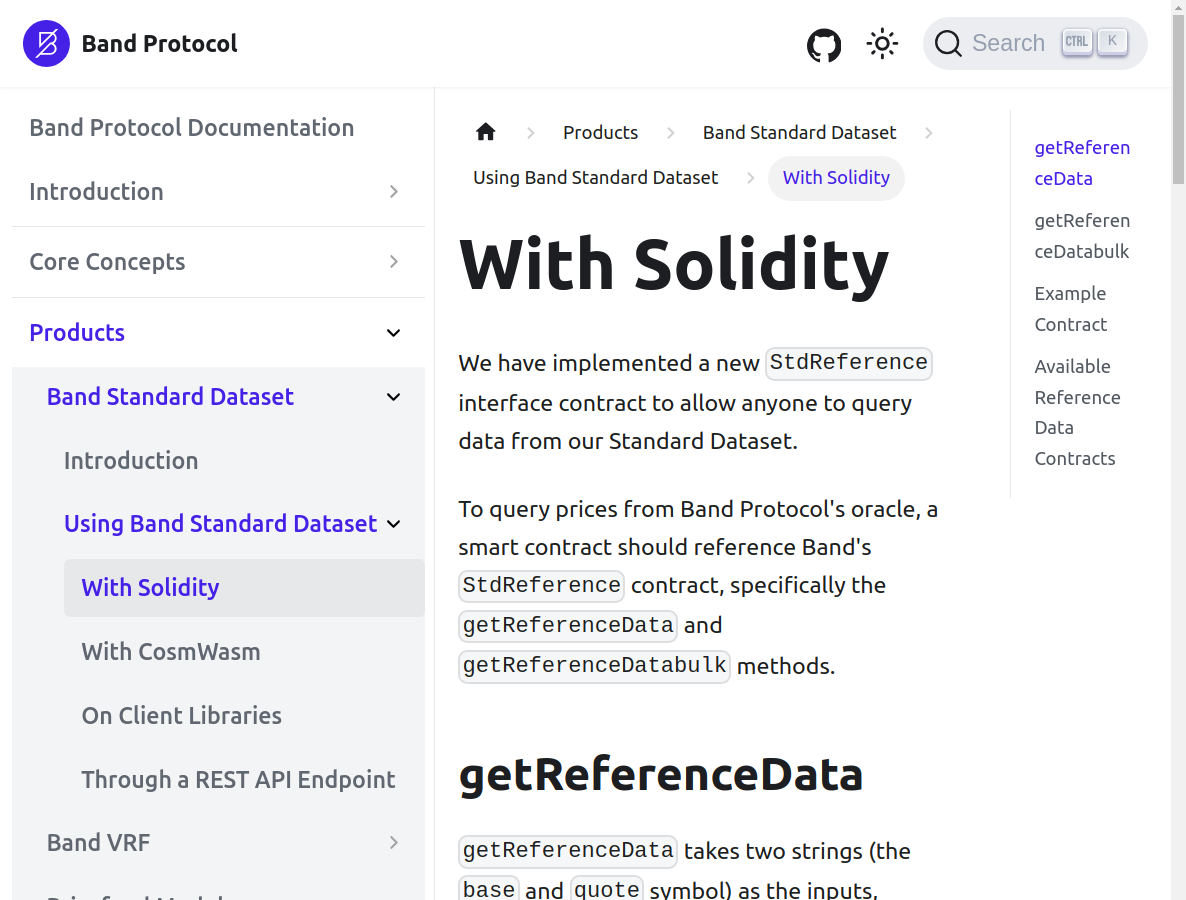 Band Protocol
Search CTRL K
Band Protocol Documentation
Introduction
Core Concepts
Products
Band Standard Dataset
Introduction
Using Band Standard Dataset
With Solidity
With CosmWasm
On Client Libraries
Through a REST API Endpoint
Band VRF
Products Band Standard Dataset
Using Band Standard Dataset With Solidity
With Solidity
We have implemented a new StdReference
interface contract to allow anyone to query
data from our Standard Dataset.
To query prices from Band Protocol's oracle, a
smart contract should reference Band's
StdReference contract, specifically the
getReferenceData and
getReferenceDatabulk methods.
getReferenceData
getReferenceData takes two strings (the
base and quote symbol) as the inputs,
getReferen
ceData
getReferen
ceDatabulk
Example
Contract
Available
Reference
Data
Contracts